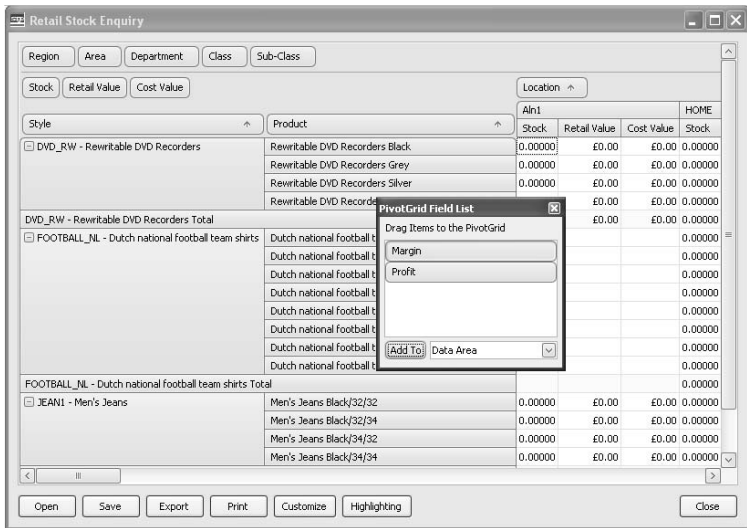 Retail Stock Enquiry
Region Area Department Class Sub-Class
Stock Retail Value Cost Value Location
Aln1 HOME
Style Product Stock Retail Value Cost Value Stock
DVD_RW - Rewritable DVD Recorders Rewritable DVD Recorders Black 0.00000 £0.00 £0.00 0.00000
Rewritable DVD Recorders Grey 0.00000 £0.00 £0.00 0.00000
Rewritable DVD Recorders Silver 0.00000 £0.00 £0.00 0.00000
Rewritable DVD Recorde £0.00 £0.00 0.00000
DVD_RW - Rewritable DVD Recorders Total £0.00 £0.00 0.00000
FOOTBALL_NL - Dutch national football team shirts Dutch national football t 0.00000
Dutch national football t 0.00000
Dutch national football t 0.00000
Dutch national football t 0.00000
Dutch national football t 0.00000
Dutch national football t 0.00000
Dutch national football t 0.00000
Dutch national football t 0.00000
FOOTBALL_NL - Dutch national football team shirts Total 0.00000
JEAN1 - Men's Jeans Men's Jeans Black/32/32 0.00000 £0.00 £0.00 0.00000
Men's Jeans Black/32/34 0.00000 £0.00 £0.00 0.00000
Men's Jeans Black/34/32 0.00000 £0.00 £0.00 0.00000
Men's Jeans Black/34/34 0.00000 £0.00 £0.00 0.00000
PivotGrid Field List
Drag Items to the PivotGrid
Margin
Profit
Add To Data Area
Open Save Export Print Customize Highlighting Close